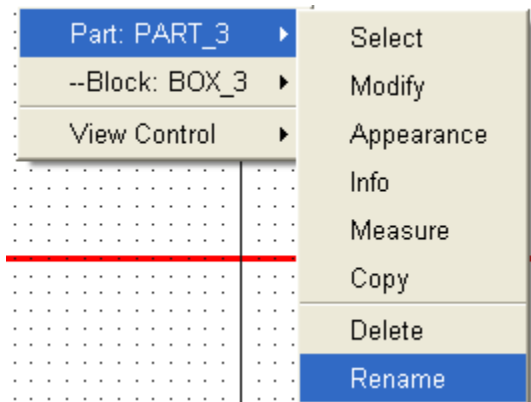 Part: PART_3
--Block: BOX_3
View Control
Select
Modify
Appearance
Info
Measure
Copy
Delete
Rename